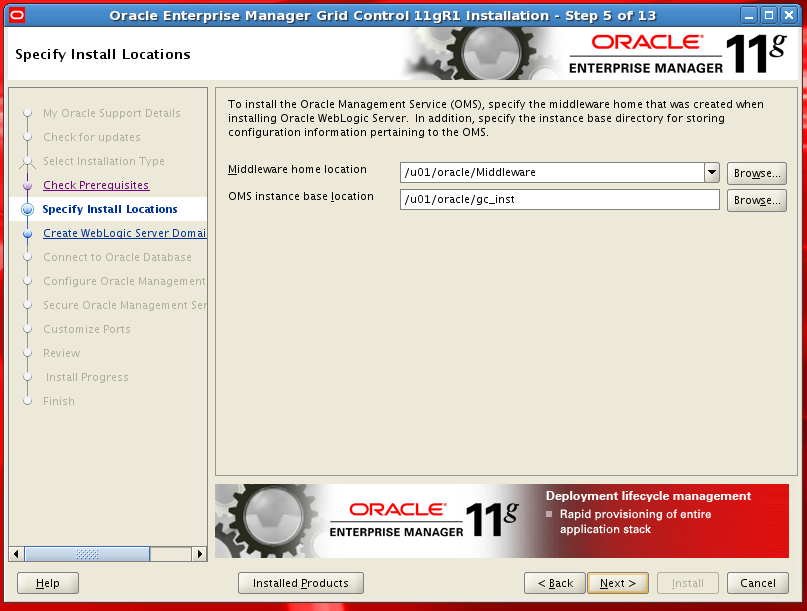 Oracle Enterprise Manager Grid Control 11gR1 Installation - Step 5 of 13
Specify Install Locations
ORACLE
ENTERPRISE MANAGER
11g
My Oracle Support Details
Check for updates
Select Installation Type
Check Prerequisites
Specify Install Locations
Create WebLogic Server Domai
Connect to Oracle Database
Configure Oracle Management
Secure Oracle Management Ser
Customize Ports
Review
Install Progress
Finish
To install the Oracle Management Service (OMS), specify the middleware home that was created when
installing Oracle WebLogic Server. In addition, specify the instance base directory for storing
configuration information pertaining to the OMS.
Middleware home location
/u01/oracle/Middleware
Browse...
OMS instance base location
/u01/oracle/gc_inst
Browse...
ORACLE
ENTERPRISE MANAGER
11g
Deployment lifecycle management
Rapid provisioning of entire
application stack
Help
Installed Products
< Back
Next >
Install
Cancel